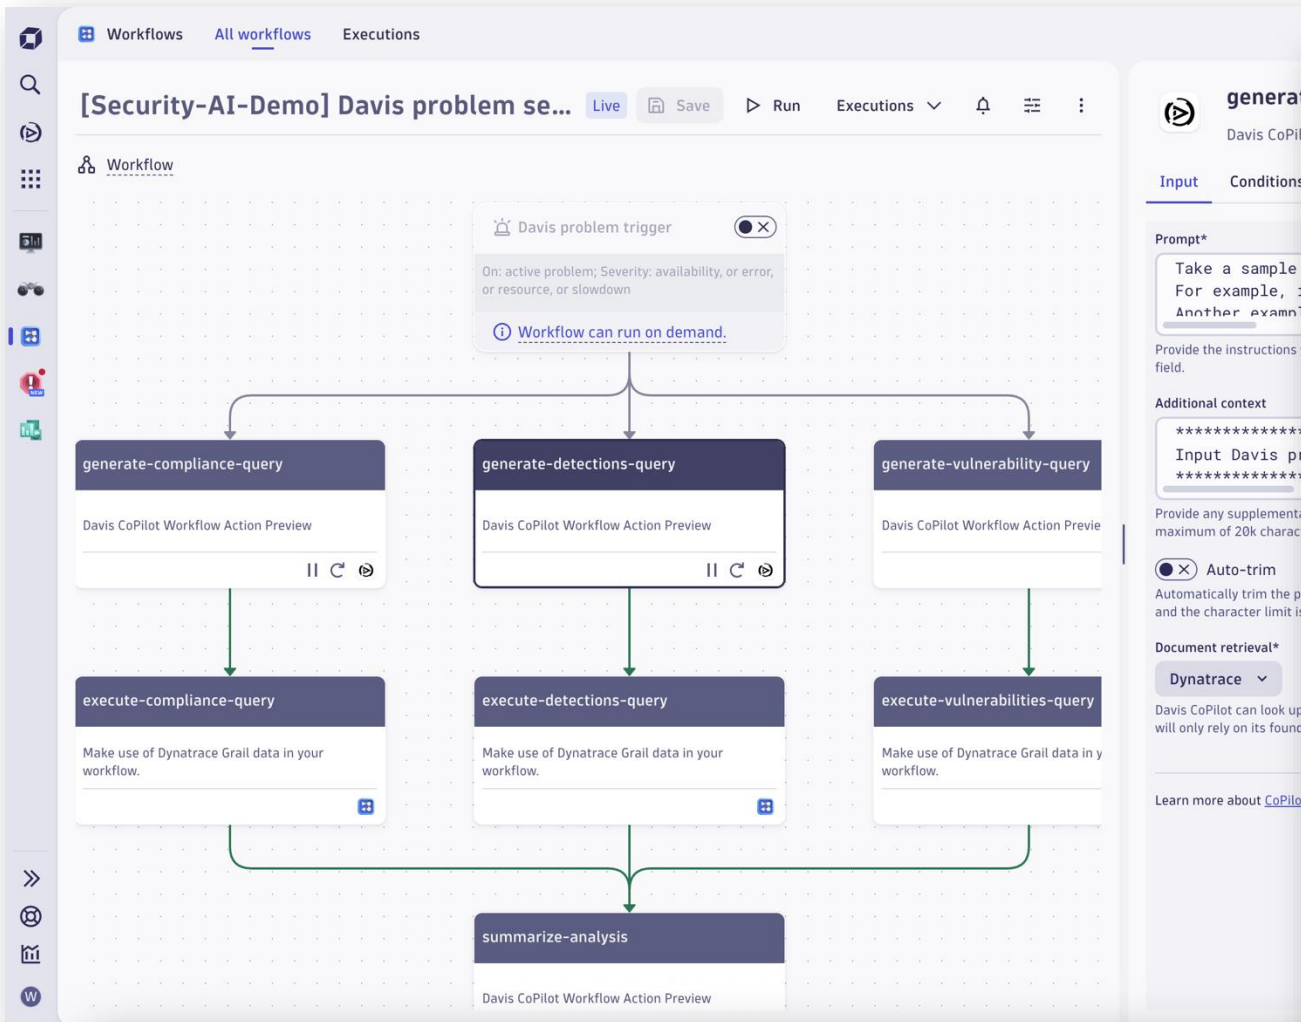 Workflows
All workflows
Executions
[Security-AI-Demo] Davis problem se...
Live
Save
Run
Executions
Workflow
Davis problem trigger
On: active problem; Severity: availability, or error,
or resource, or slowdown
Workflow can run on demand.
generate-compliance-query
Davis CoPilot Workflow Action Preview
generate-detections-query
Davis CoPilot Workflow Action Preview
generate-vulnerability-query
Davis CoPilot Workflow Action Previe
execute-compliance-query
Make use of Dynatrace Grail data in your
workflow.
execute-detections-query
Make use of Dynatrace Grail data in your
workflow.
execute-vulnerabilities-query
Make use of Dynatrace Grail data in y
workflow.
summarize-analysis
Davis CoPilot Workflow Action Preview
W
genera
Davis CoPi
Input
Conditions
Prompt*
Take a sample
For example,
Another exampl
Provide the instructions
field.
Additional context
**************
Input Davis pr
**************
Provide any supplementa
maximum of 20k charac
Auto-trim
Automatically trim the p
and the character limit is
Document retrieval*
Dynatrace
Davis CoPilot can look up
will only rely on its found
Learn more about CoPilo